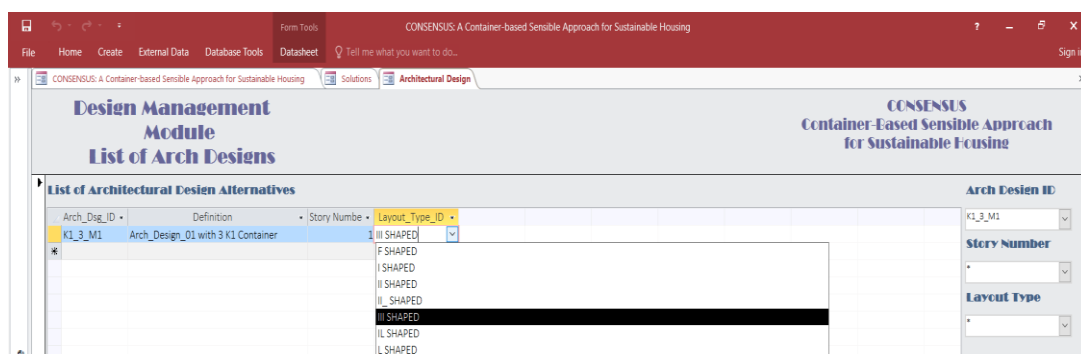 Form Tools
CONSENSUS: A Container-based Sensible Approach for Sustainable Housing
?
File Home Create External Data Database Tools Datasheet Tell me what you want to do...
Sign i
CONSENSUS: A Container-based Sensible Approach for Sustainable Housing Solutions Architectural Design
Design Management
Module
List of Arch Designs
CONSENSUS
Container-Based Sensible Approach
for Sustainable Housing
List of Architectural Design Alternatives
Arch_Dsg_ID Definition Story Numbe Layout_Type_ID
K1_3_M1 Arch_Design_01 with 3 K1 Container 1 III SHAPED
F SHAPED
I SHAPED
II SHAPED
II_ SHAPED
III SHAPED
IL SHAPED
L SHAPED
Arch Design ID
K1_3_M1
Story Number
*
Layout Type
*